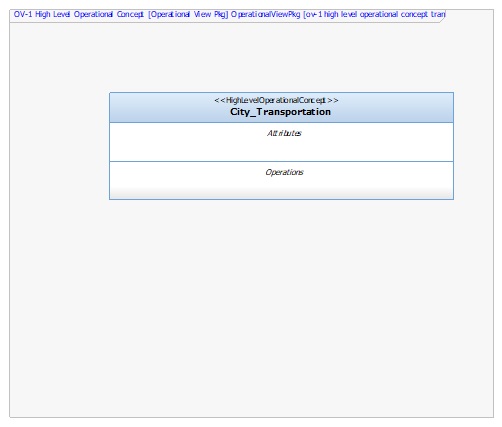 OV-1 High Level Operational Concept [Operational View Pkg] OperationalViewPkg [ov-1 high level operational concept tran
<<HighLevelOperationalConcept>>
City_Transportation
Attributes
Operations